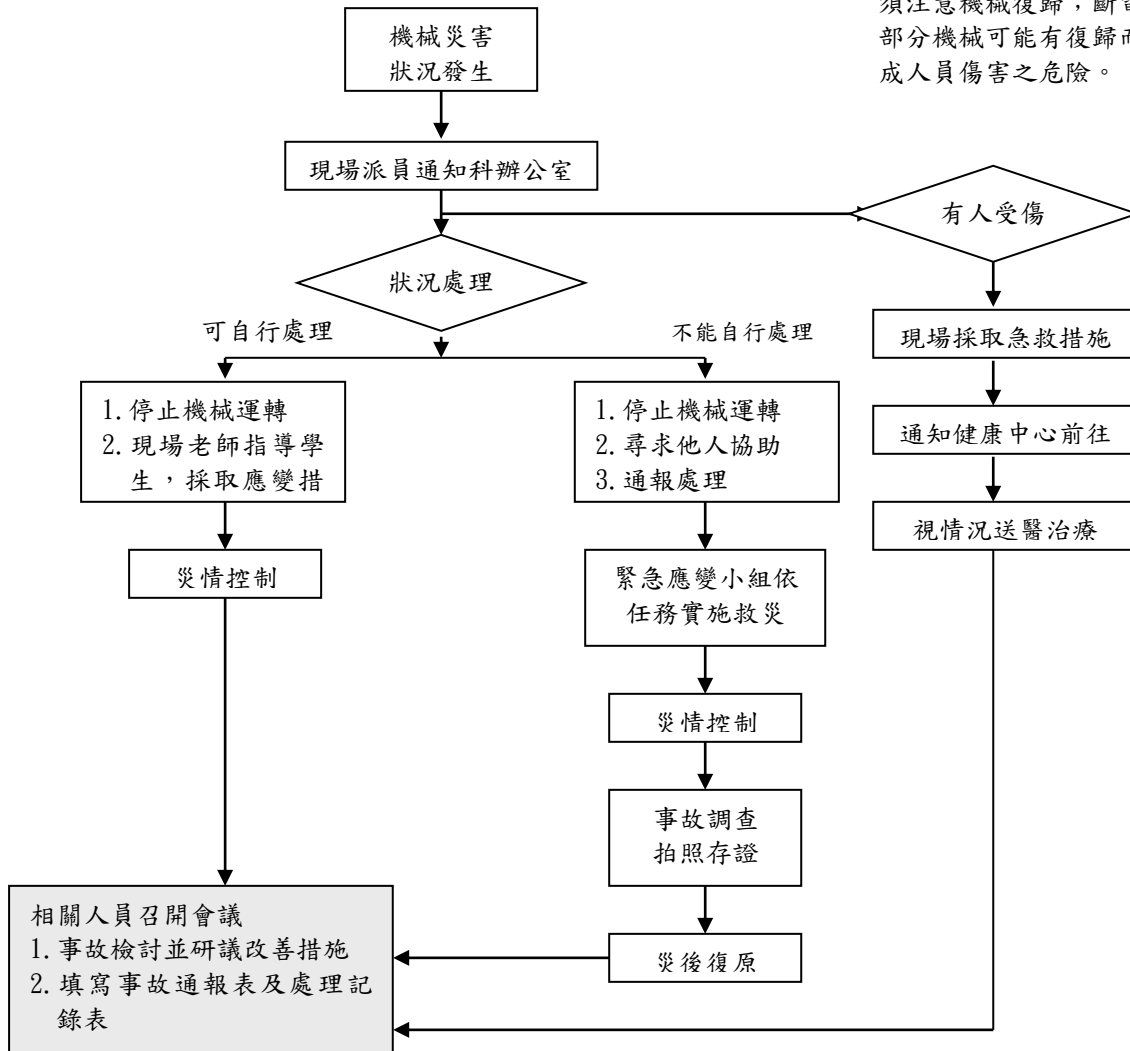 須注意機械復歸，斷電
部分機械可能有復歸而
成人員傷害之危險。
機械災害
狀況發生
現場派員通知科辦公室
有人受傷
狀況處理
可自行處理
不能自行處理
現場採取急救措施
1.停止機械運轉
2.現場老師指導學
生，採取應變措
1.停止機械運轉
2.尋求他人協助
3.通報處理
通知健康中心前往
視情況送醫治療
災情控制
緊急應變小組依
任務實施救災
災情控制
事故調查
拍照存證
相關人員召開會議
1.事故檢討並研議改善措施
2.填寫事故通報表及處理記
錄表
災後復原